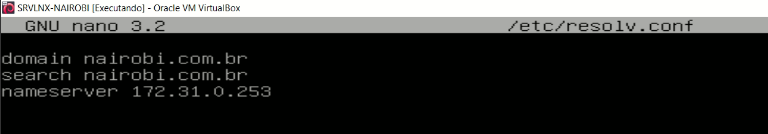 SRVLNX-NAIROBI [Executando] - Oracle VM VirtualBox
GNU nano 3.2 /etc/resolv.conf
domain nairobi.com.br
search nairobi.com.br
nameserver 172.31.0.253